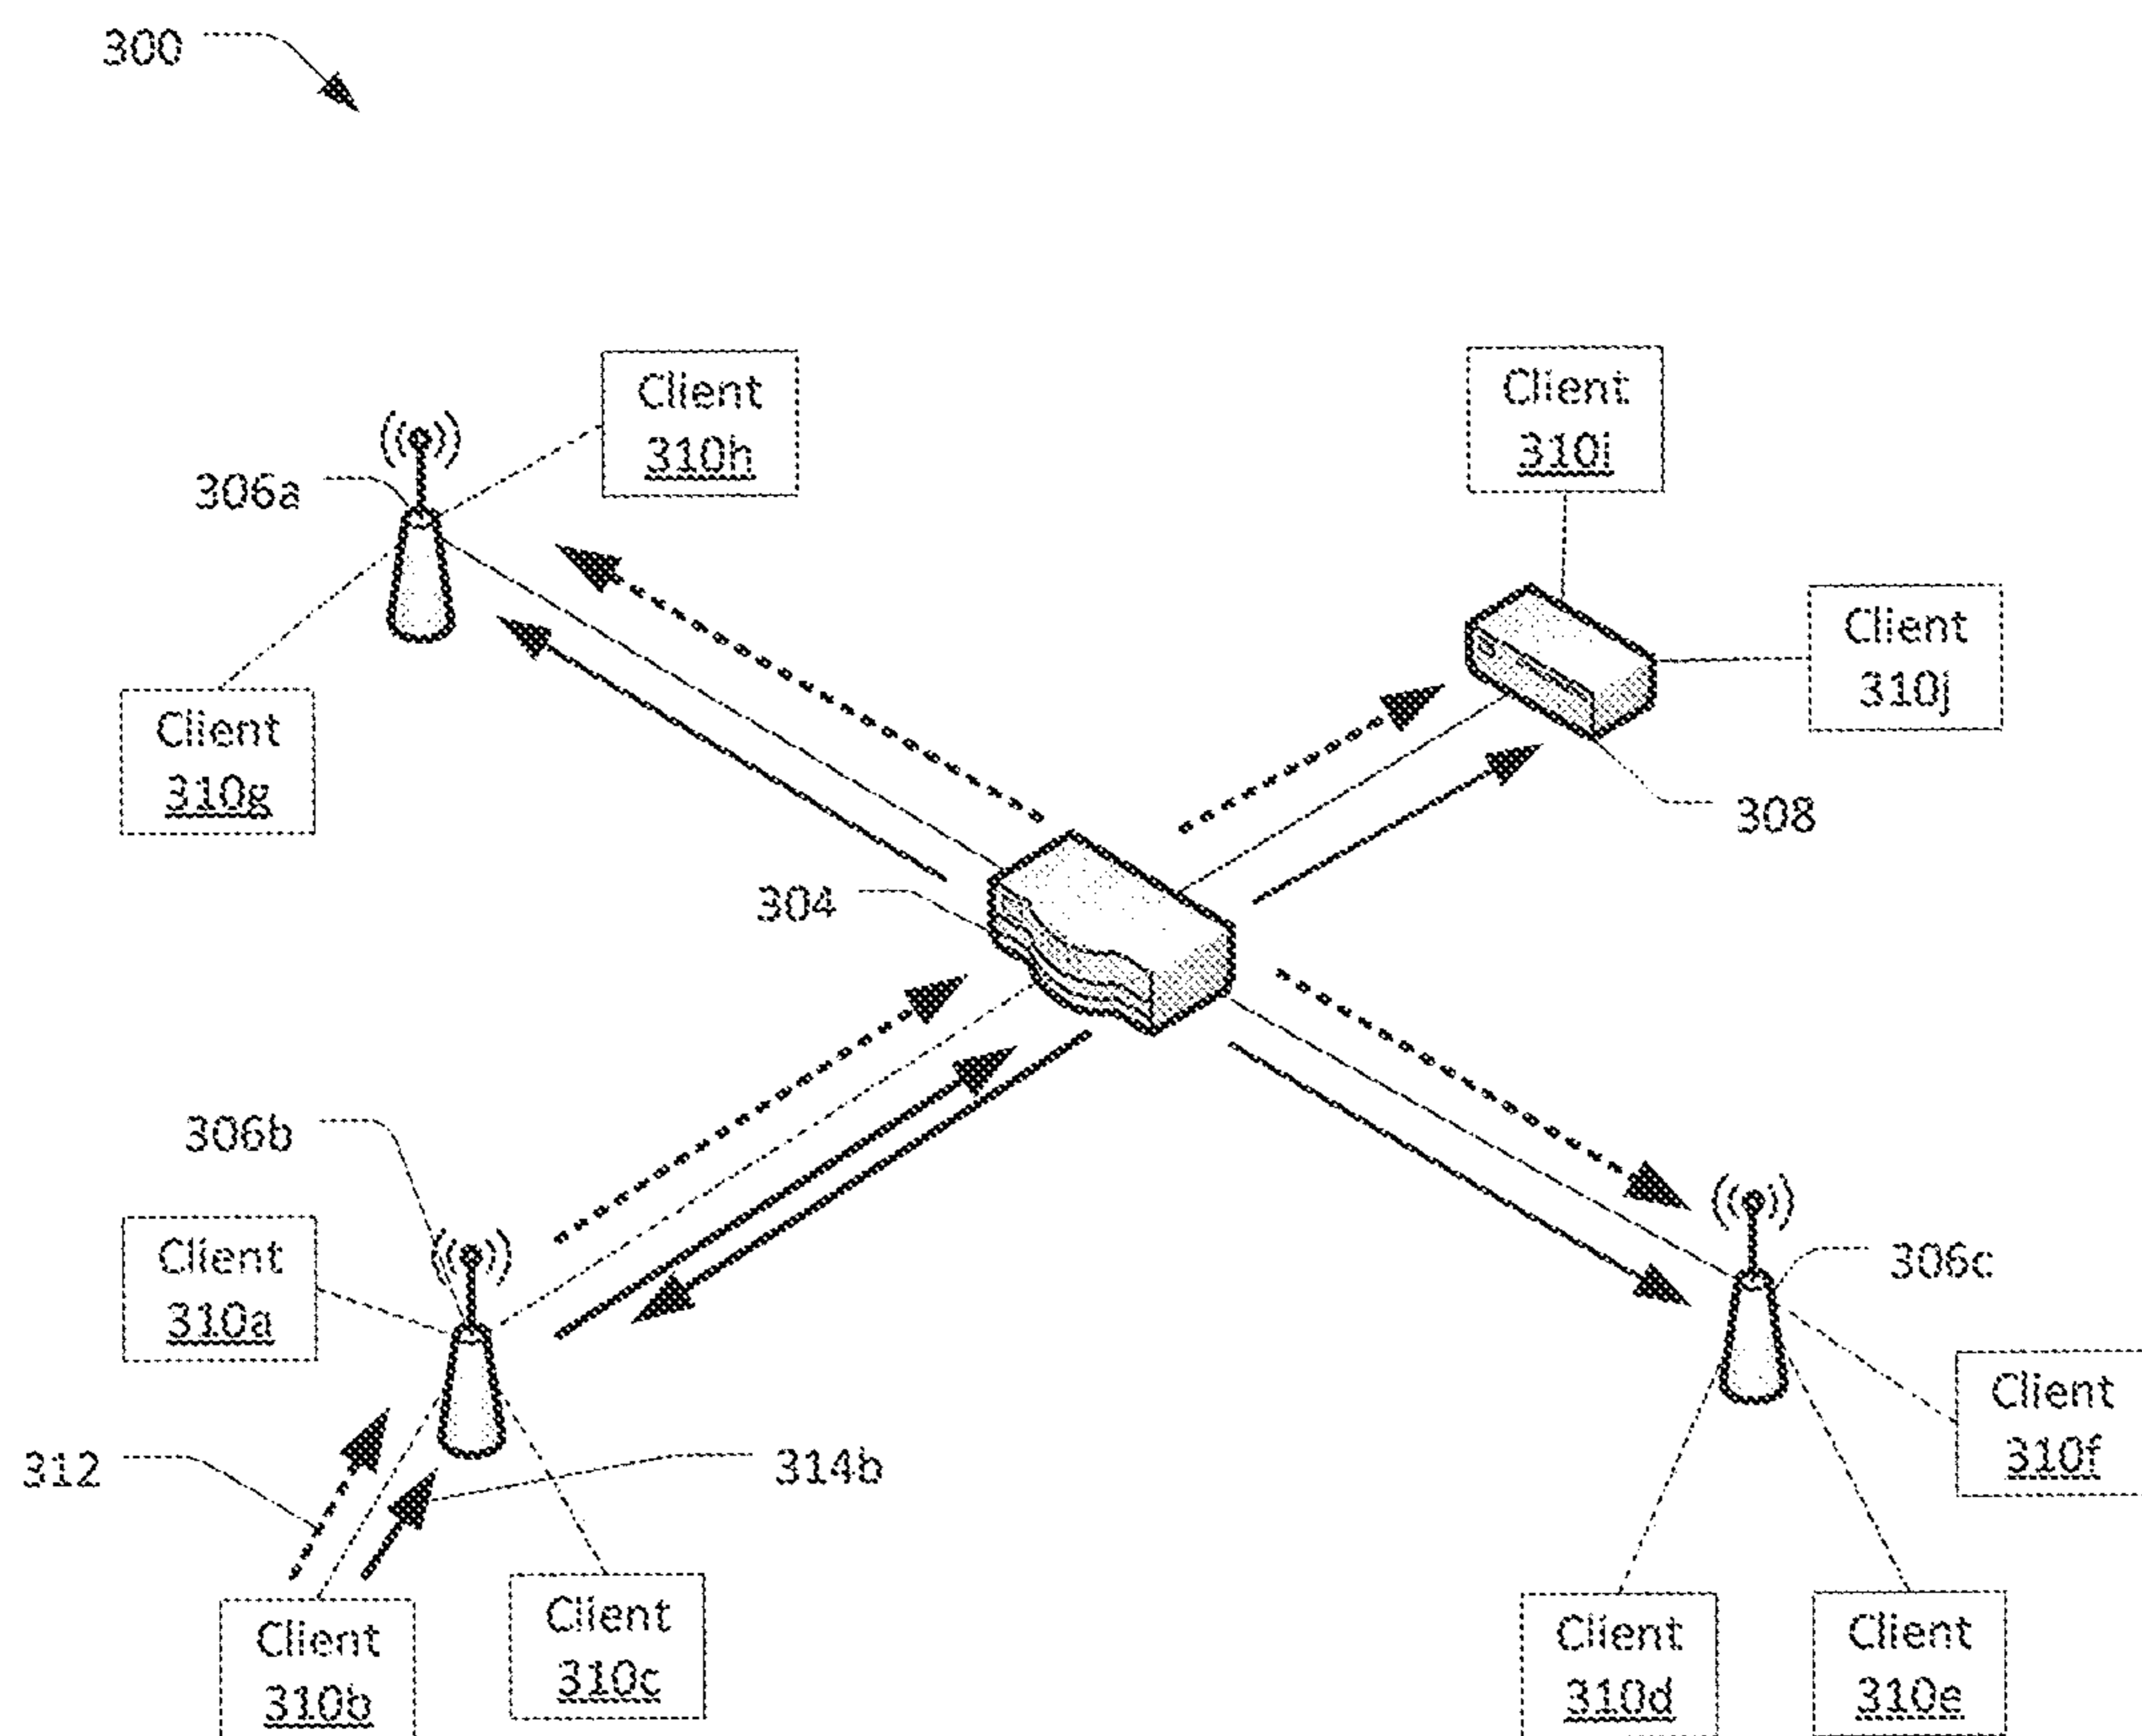 300
Client
310h
Client
310i
306a
Client
310j
Client
310g
308
304
306b
Client
310a
306c
Client
310f
312
314b
Client
310b
Client
310c
Client
310d
Client
310e